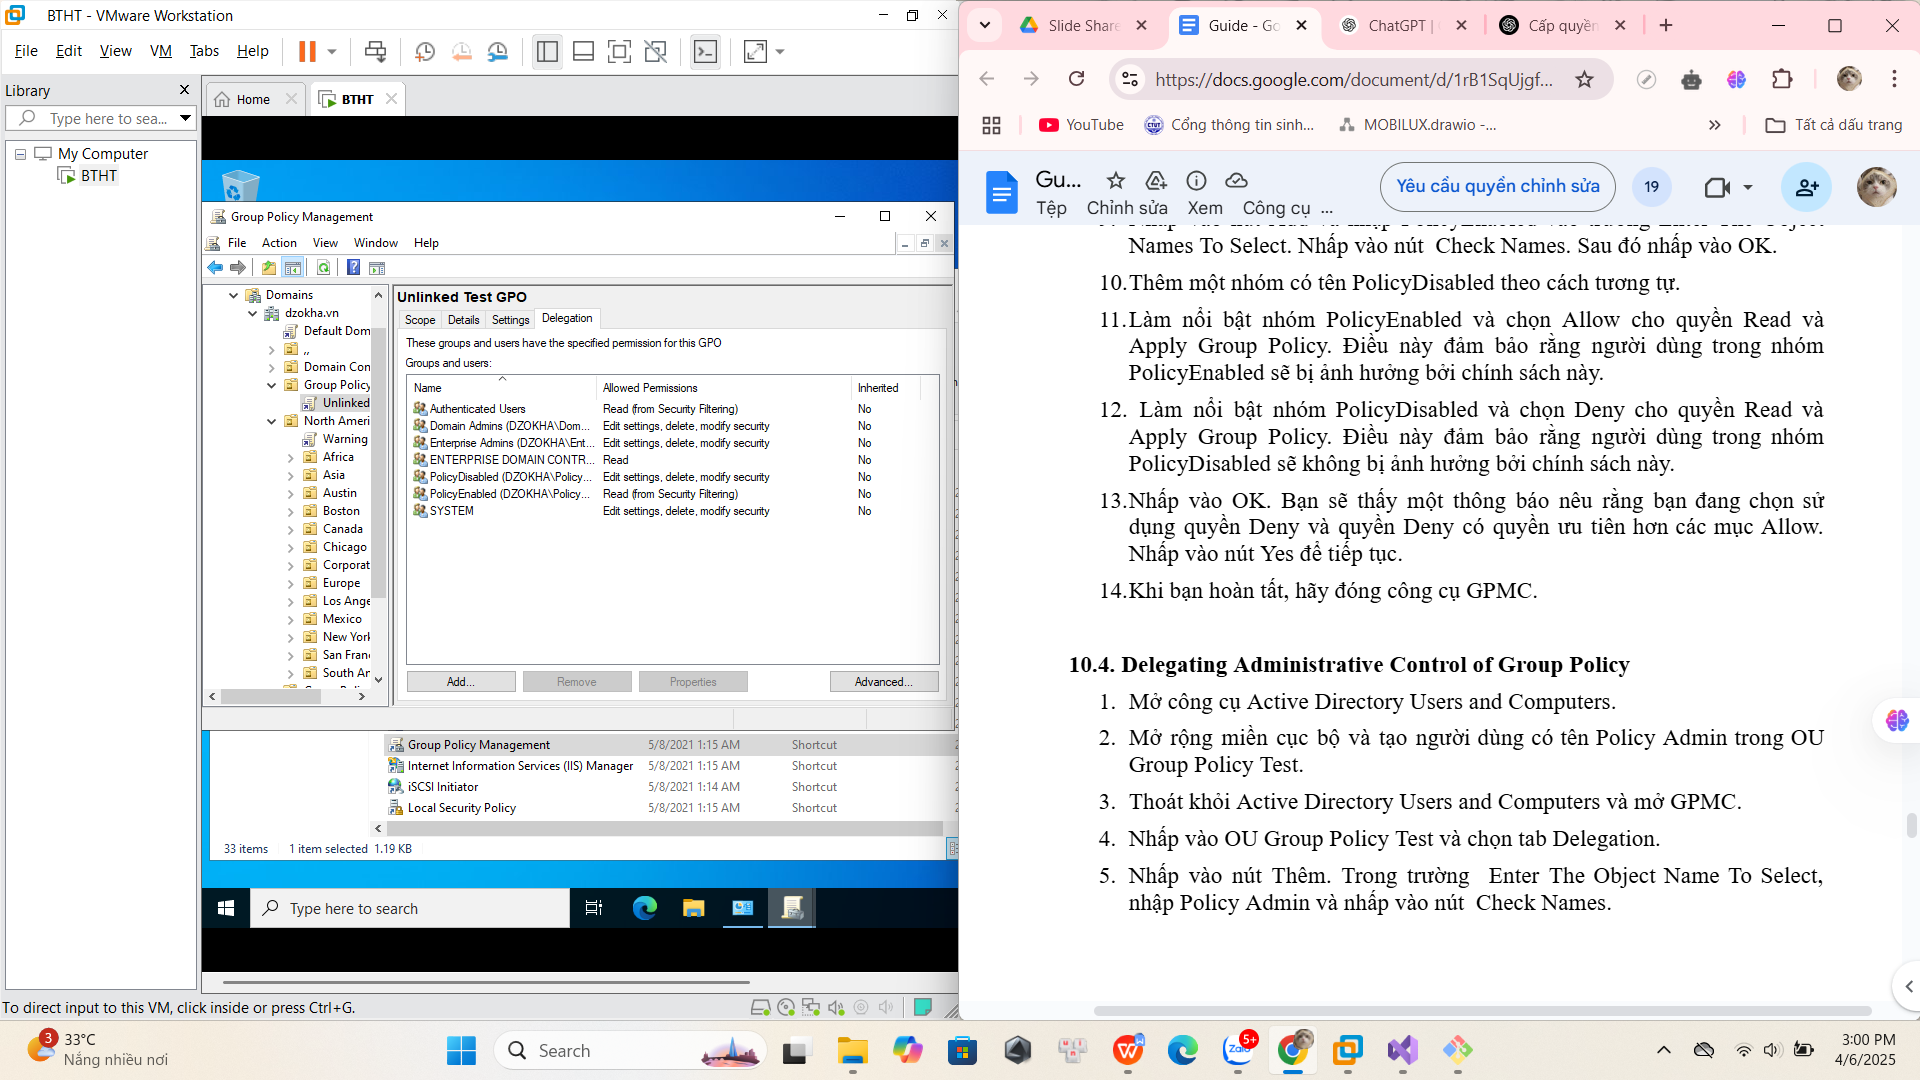 BTHT - VMware Workstation
File Edit View VM Tabs Help
Library
Type here to sea...
My Computer
BTHT
Home
BTHT
Group Policy Management
File Action View Window Help
Domains
dzokha.vn
Default Dom
,,
Domain Con
Group Policy
Unlinked
North Ameri
Warning
Africa
Asia
Austin
Boston
Canada
Chicago
Corporat
Europe
Los Ange
Mexico
New York
San Fran
South Ar
Unlinked Test GPO
Scope Details Settings Delegation
These groups and users have the specified permission for this GPO
Groups and users:
Name Allowed Permissions Inherited
Authenticated Users Read (from Security Filtering) No
Domain Admins (DZOKHA\Dom... Edit settings, delete, modify security No
Enterprise Admins (DZOKHA\Ent... Edit settings, delete, modify security No
ENTERPRISE DOMAIN CONTR... Read No
PolicyDisabled (DZOKHA\Policy... Edit settings, delete, modify security No
PolicyEnabled (DZOKHA\Policy... Read (from Security Filtering) No
SYSTEM Edit settings, delete, modify security No
Add... Remove Properties Advanced...
Group Policy Management 5/8/2021 1:15 AM Shortcut
Internet Information Services (IIS) Manager 5/8/2021 1:15 AM Shortcut
iSCSI Initiator 5/8/2021 1:14 AM Shortcut
Local Security Policy 5/8/2021 1:15 AM Shortcut
33 items 1 item selected 1.19 KB
Type here to search
To direct input to this VM, click inside or press Ctrl+G.
Slide Share
Guide - Go
ChatGPT |
Cấp quyền
https://docs.google.com/document/d/1rB1SqUjgf...
YouTube
Cổng thông tin sinh...
MOBILUX.drawio -...
Tất cả dấu trang
Gu...
Tệp Chỉnh sửa Xem Công cụ ...
Yêu cầu quyền chỉnh sửa
19
Names To Select. Nhấp vào nút Check Names. Sau đó nhấp vào OK.
10.Thêm một nhóm có tên PolicyDisabled theo cách tương tự.
11.Làm nổi bật nhóm PolicyEnabled và chọn Allow cho quyền Read và
Apply Group Policy. Điều này đảm bảo rằng người dùng trong nhóm
PolicyEnabled sẽ bị ảnh hưởng bởi chính sách này.
12. Làm nổi bật nhóm PolicyDisabled và chọn Deny cho quyền Read và
Apply Group Policy. Điều này đảm bảo rằng người dùng trong nhóm
PolicyDisabled sẽ không bị ảnh hưởng bởi chính sách này.
13.Nhấp vào OK. Bạn sẽ thấy một thông báo nêu rằng bạn đang chọn sử
dụng quyền Deny và quyền Deny có quyền ưu tiên hơn các mục Allow.
Nhấp vào nút Yes để tiếp tục.
14.Khi bạn hoàn tất, hãy đóng công cụ GPMC.
10.4. Delegating Administrative Control of Group Policy
1. Mở công cụ Active Directory Users and Computers.
2. Mở rộng miền cục bộ và tạo người dùng có tên Policy Admin trong OU
Group Policy Test.
3. Thoát khỏi Active Directory Users and Computers và mở GPMC.
4. Nhấp vào OU Group Policy Test và chọn tab Delegation.
5. Nhấp vào nút Thêm. Trong trường Enter The Object Name To Select,
nhập Policy Admin và nhấp vào nút Check Names.
3
33°C
Nắng nhiều nơi
Search
Zalo
5+
3:00 PM
4/6/2025